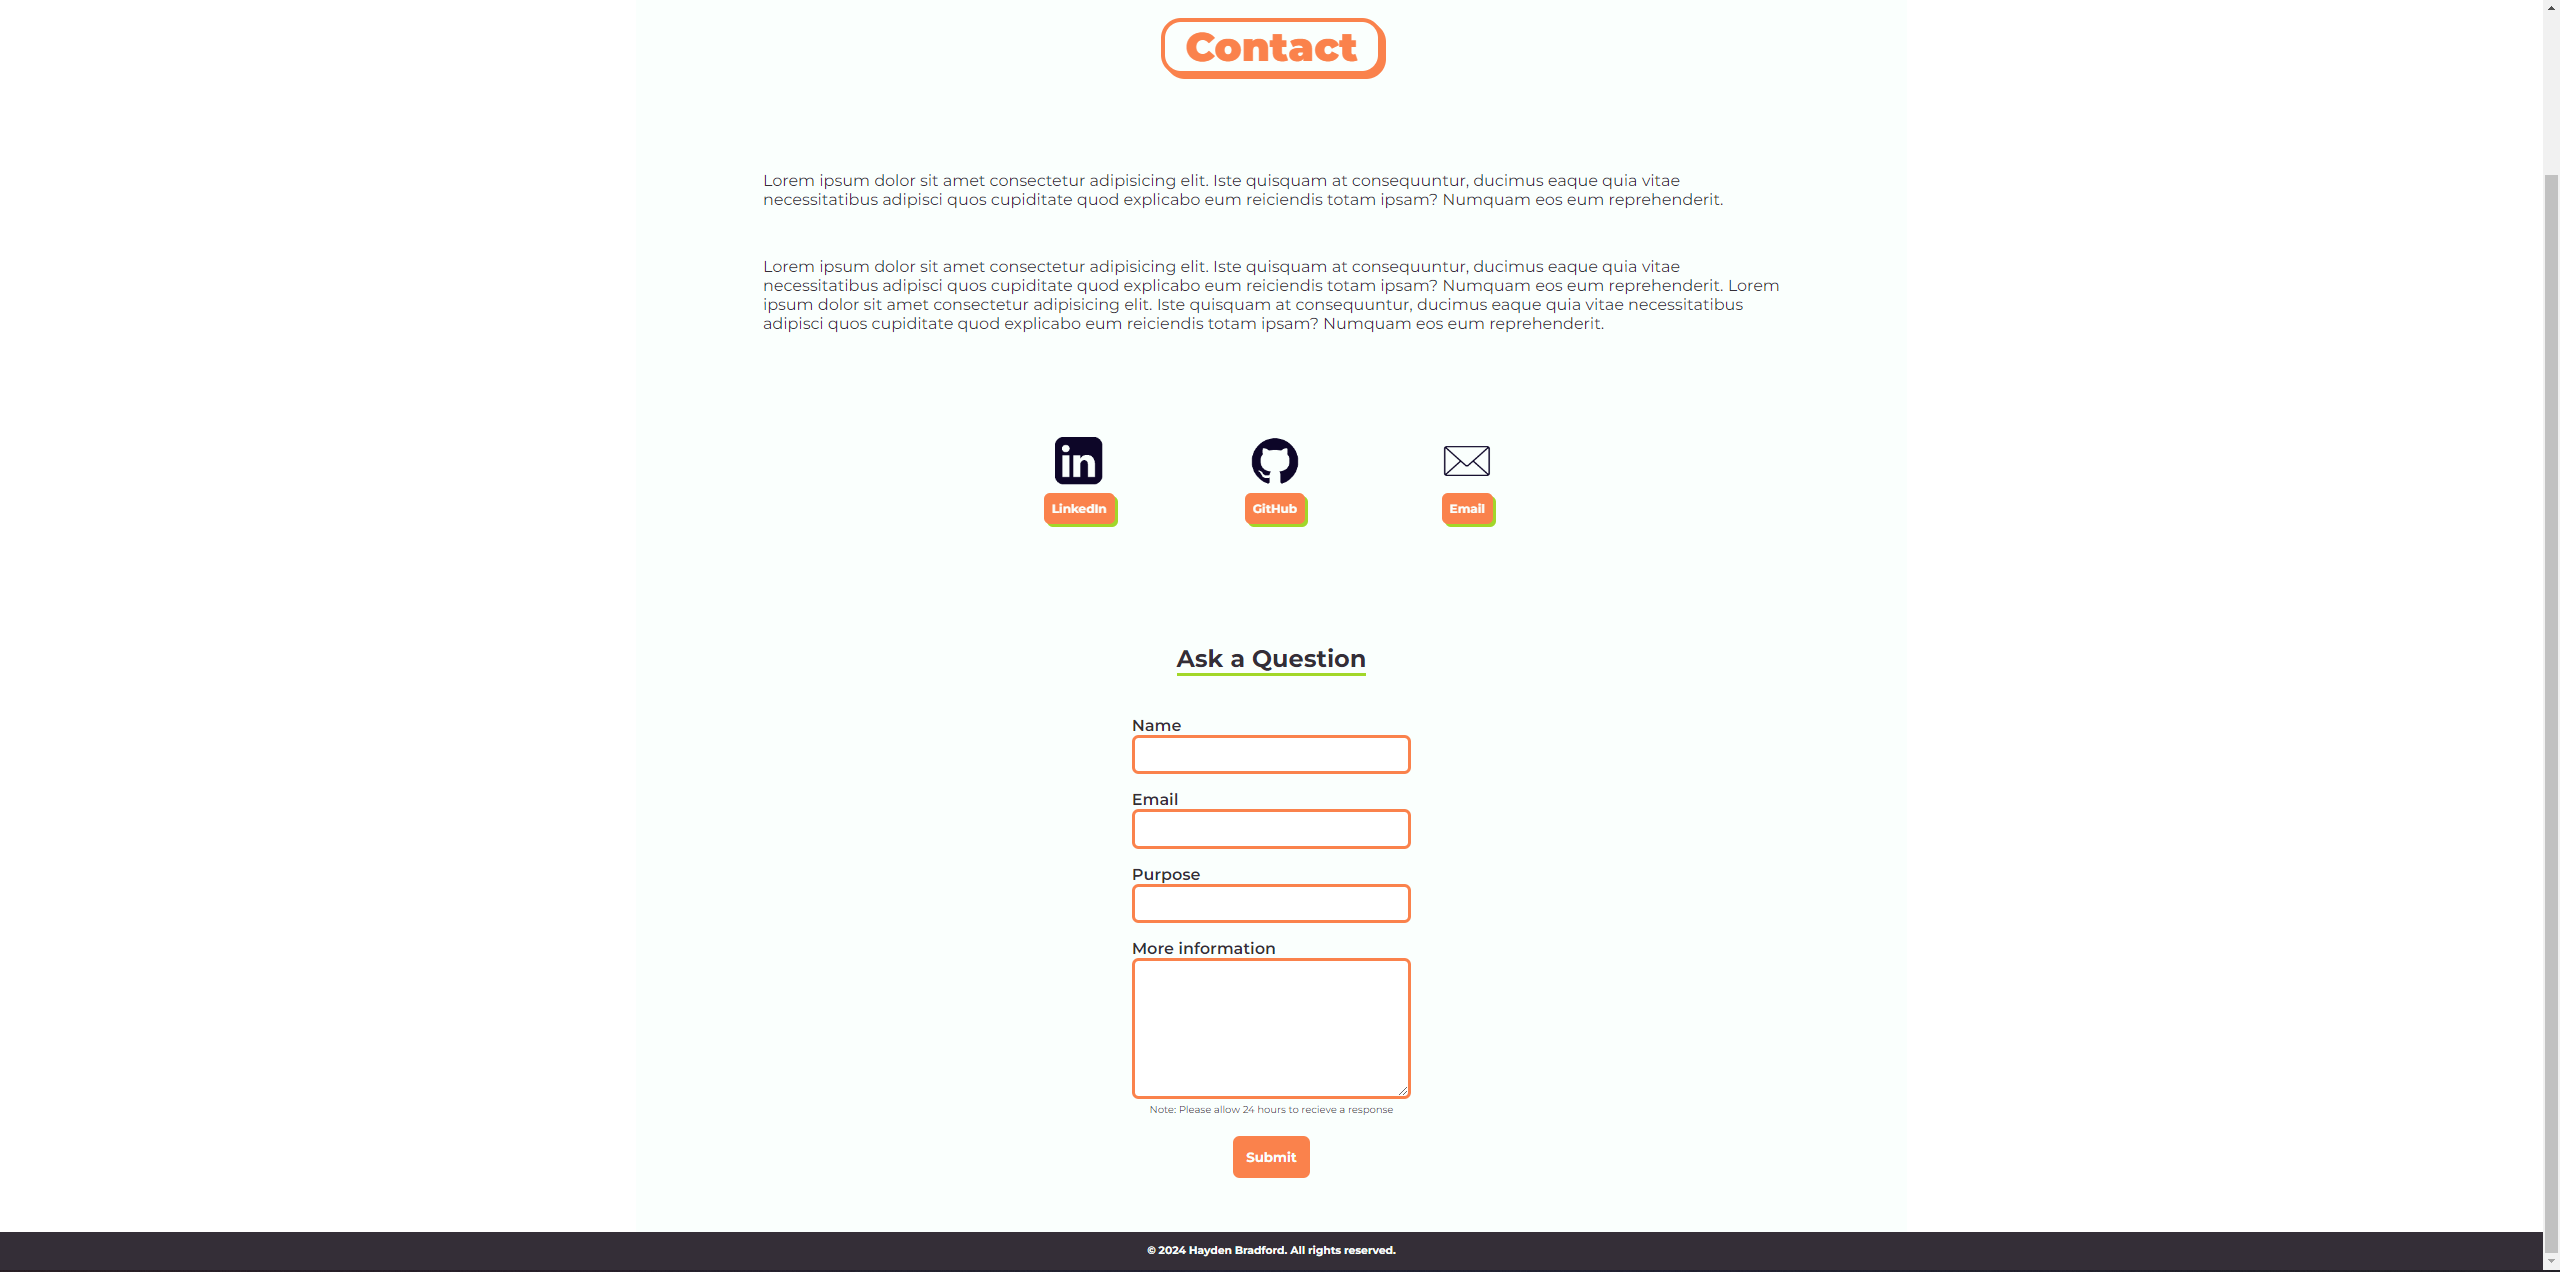 Contact
Lorem ipsum dolor sit amet consectetur adipisicing elit. Iste quisquam at consequuntur, ducimus eaque quia vitae
necessitatibus adipisci quos cupiditate quod explicabo eum reiciendis totam ipsam? Numquam eos eum reprehenderit.
Lorem ipsum dolor sit amet consectetur adipisicing elit. Iste quisquam at consequuntur, ducimus eaque quia vitae
necessitatibus adipisci quos cupiditate quod explicabo eum reiciendis totam ipsam? Numquam eos eum reprehenderit. Lorem
ipsum dolor sit amet consectetur adipisicing elit. Iste quisquam at consequuntur, ducimus eaque quia vitae necessitatibus
adipisci quos cupiditate quod explicabo eum reiciendis totam ipsam? Numquam eos eum reprehenderit.
in
LinkedIn
GitHub
Email
Ask a Question
Name
Email
Purpose
More information
Note: Please allow 24 hours to recieve a response
Submit
© 2024 Hayden Bradford. All rights reserved.